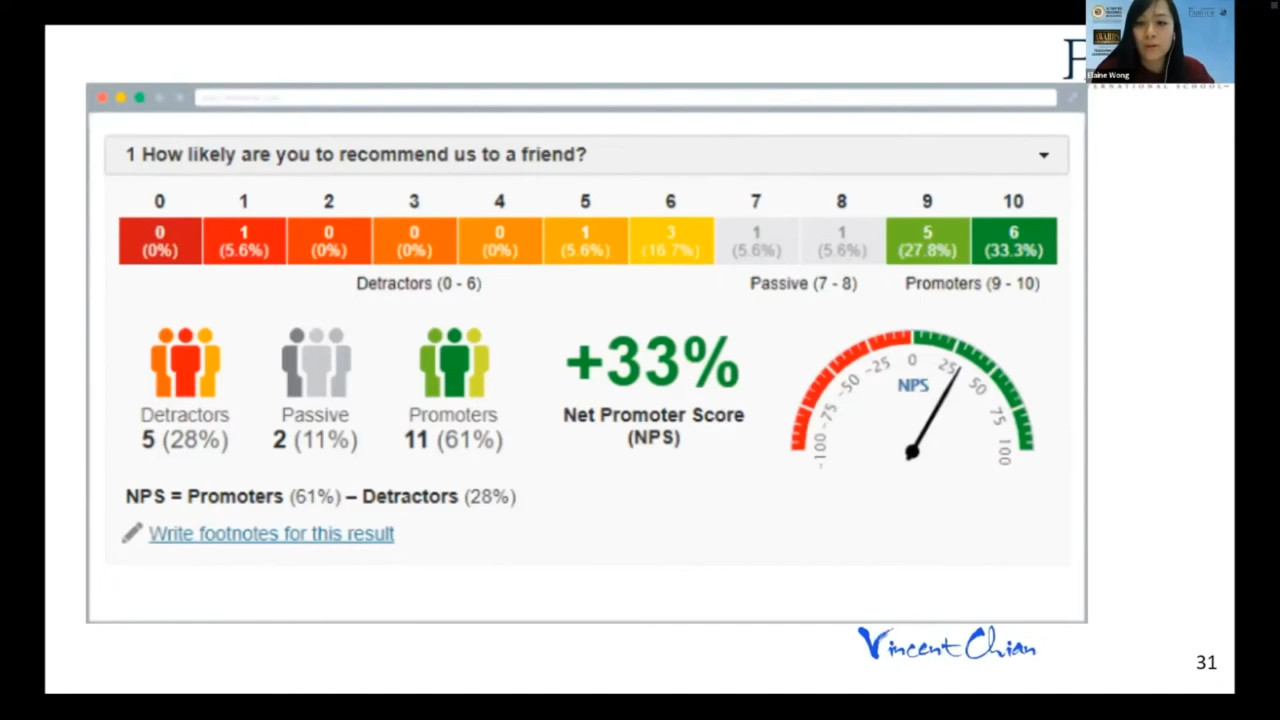 Elaine Wong
ERNATIONAL SCHOOL
1 How likely are you to recommend us to a friend?
0 1 2 3 4 5 6 7 8 9 10
0 1 0 0 0 1 3 1 1 5 6
(0%) (5.6%) (0%) (0%) (0%) (5.6%) (16.7%) (5.6%) (5.6%) (27.8%) (33.3%)
Detractors (0 - 6) Passive (7 - 8) Promoters (9 - 10)
Detractors Passive Promoters
5 (28%) 2 (11%) 11 (61%)
+33%
Net Promoter Score
(NPS)
-100 -75 -50 -25 0 25 50 75 100
NPS
NPS = Promoters (61%) – Detractors (28%)
Write footnotes for this result
Vincent Chian
31